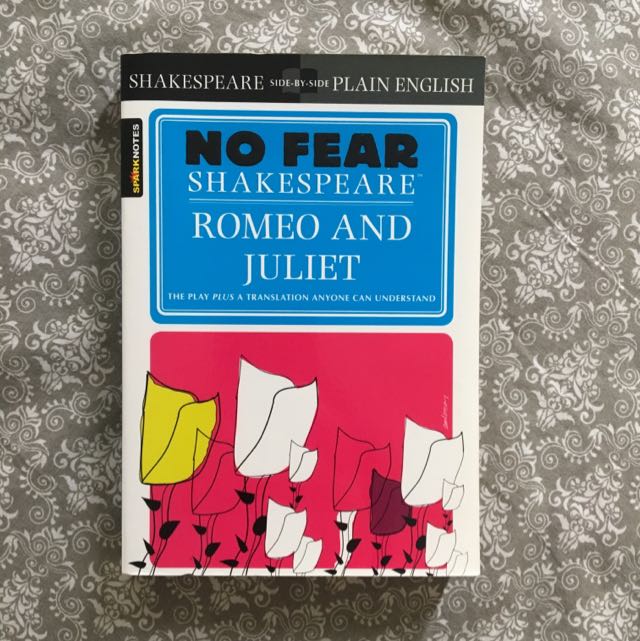 SHAKESPEARE SIDE-BY-SIDE PLAIN ENGLISH
SPARKNOTES
NO FEAR
SHAKESPEARE™
ROMEO AND
JULIET
THE PLAY PLUS A TRANSLATION ANYONE CAN UNDERSTAND